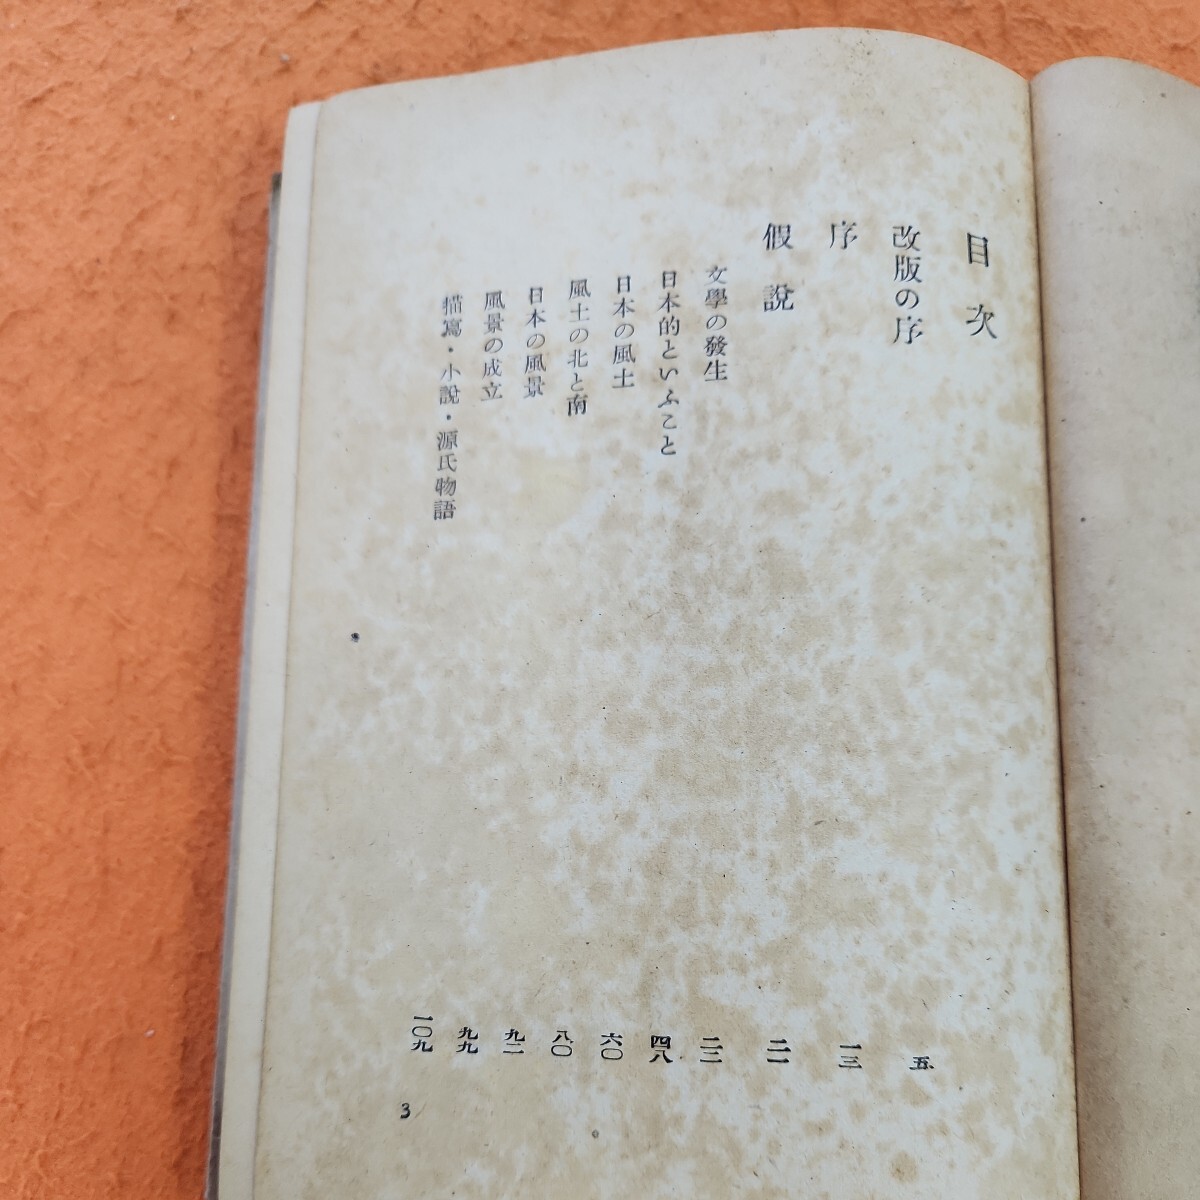 目次
改版の序 五
序 一三
假說 二一
文學の發生 二三
日本的といふこと 四八
日本の風土 六〇
風土の北と南 八〇
日本の風景 九二
風景の成立 九九
描寫・小說・源氏物語 一〇九
3